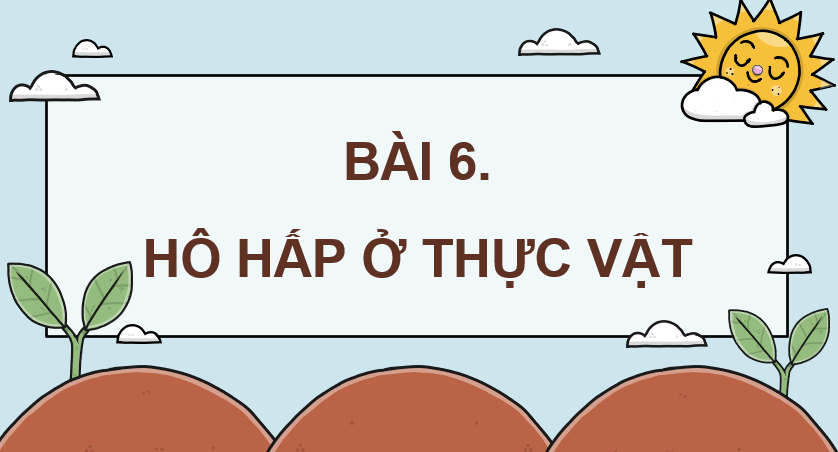 BÀI 6.
HÔ HẤP Ở THỰC VẬT